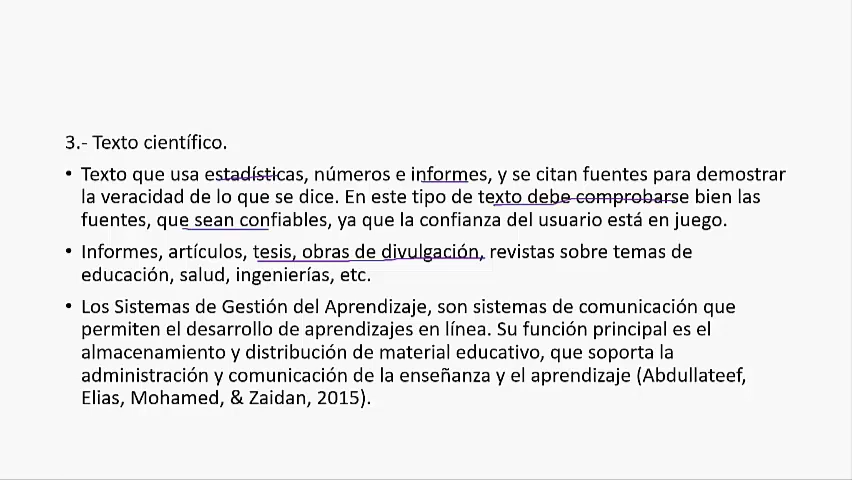 3.- Texto científico.
• Texto que usa estadísticas, números e informes, y se citan fuentes para demostrar
la veracidad de lo que se dice. En este tipo de texto debe comprobarse bien las
fuentes, que sean confiables, ya que la confianza del usuario está en juego.
• Informes, artículos, tesis, obras de divulgación, revistas sobre temas de
educación, salud, ingenierías, etc.
• Los Sistemas de Gestión del Aprendizaje, son sistemas de comunicación que
permiten el desarrollo de aprendizajes en línea. Su función principal es el
almacenamiento y distribución de material educativo, que soporta la
administración y comunicación de la enseñanza y el aprendizaje (Abdullateef,
Elias, Mohamed, & Zaidan, 2015).